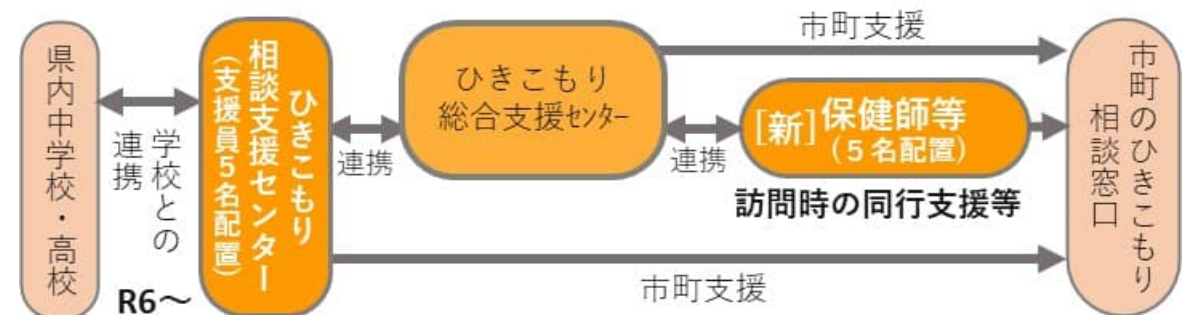 県内中学校・高校
学校との
連携
R6～
ひきこもり
相談支援センター
(支援員5名配置)
連携
ひきこもり
総合支援ｾﾝﾀｰ
市町支援
連携
[新]保健師等
(5名配置)
訪問時の同行支援等
市町支援
市町のひきこもり
相談窓口